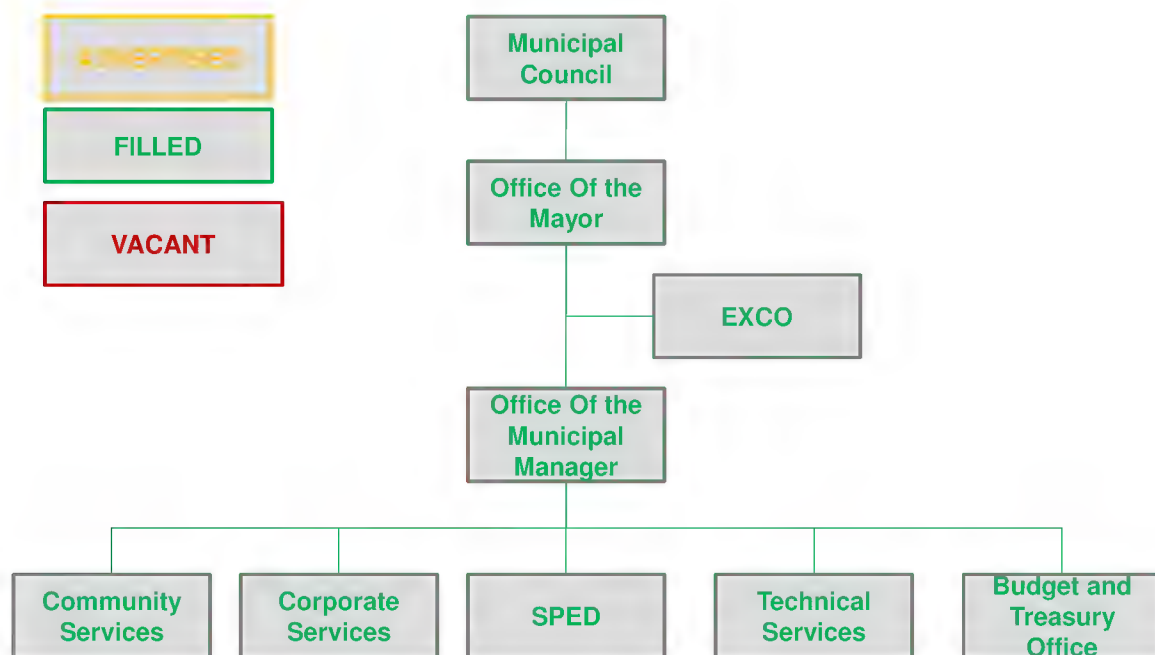 Municipal
Council
FILLED
Office Of the
Mayor
VACANT
EXCO
Office Of the
Municipal
Manager
Community
Services
Corporate
Services
SPED
Technical
Services
Budget and
Treasury
Office